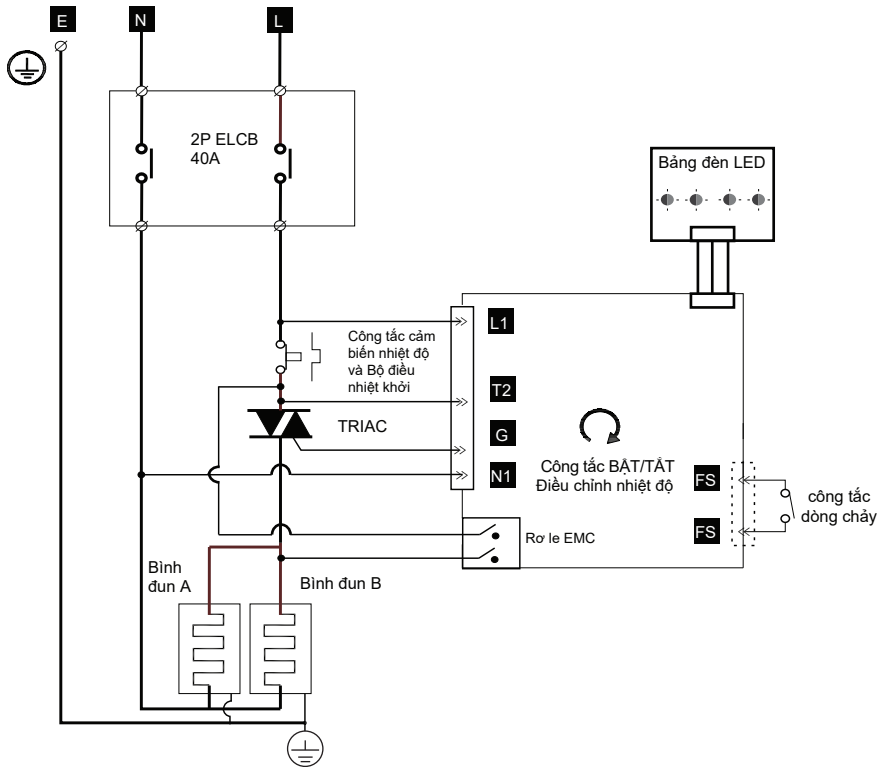 E
N
L
2P ELCB
40A
Bảng đèn LED
L1
Công tắc cảm
biến nhiệt độ
và Bộ điều
nhiệt khởi
T2
TRIAC
G
N1
Công tắc BẬT/TẮT
Điều chỉnh nhiệt độ
FS
công tắc
dòng chảy
FS
Rơ le EMC
Bình
đun A
Bình đun B